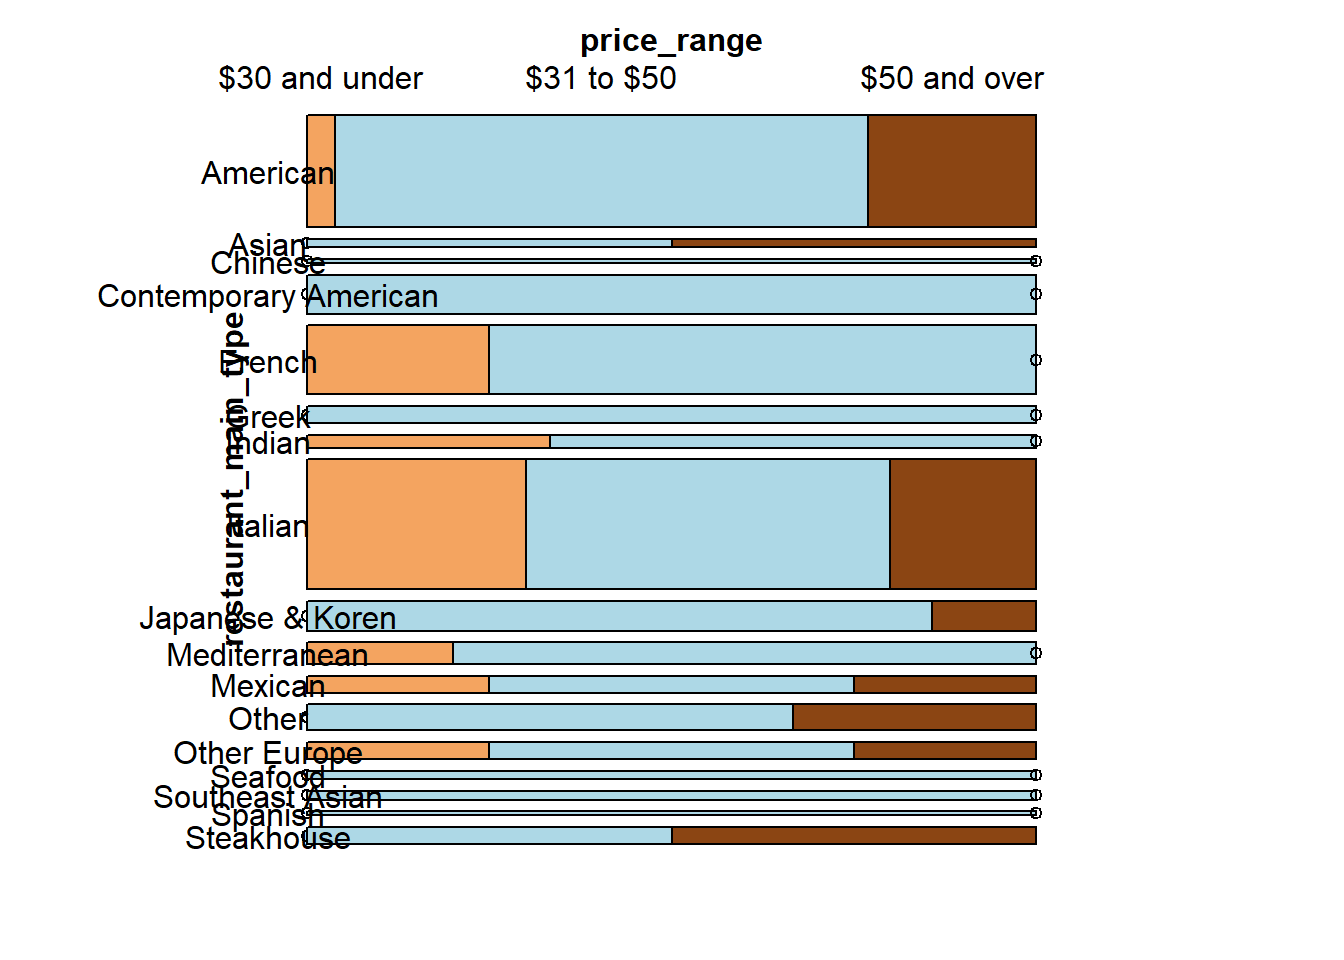 price_range
$30 and under $31 to $50 $50 and over
American
Asian
Chinese
Contemporary American
restaurant_main_type
French
Greek
Indian
Italian
Japanese & Koren
Mediterranean
Mexican
Other
Other Europe
Seafood
Southeast Asian
Spanish
Steakhouse